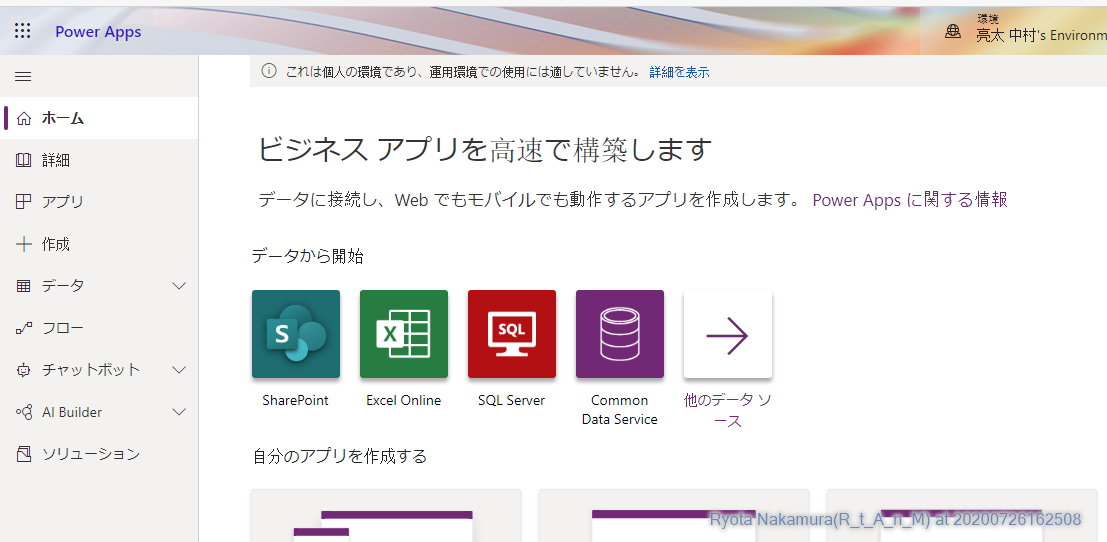 Power Apps
環境
亮太 中村's Environm
これは個人の環境であり、運用環境での使用には適していません。 詳細を表示
ホーム
詳細
アプリ
作成
データ
フロー
チャットボット
AI Builder
ソリューション
ビジネス アプリを高速で構築します
データに接続し、Web でもモバイルでも動作するアプリを作成します。 Power Apps に関する情報
データから開始
S
X
SQL
SharePoint
Excel Online
SQL Server
Common
Data Service
他のデータ ソ
ース
自分のアプリを作成する
Ryota Nakamura(R_t_A_n_M) at 20200726162508